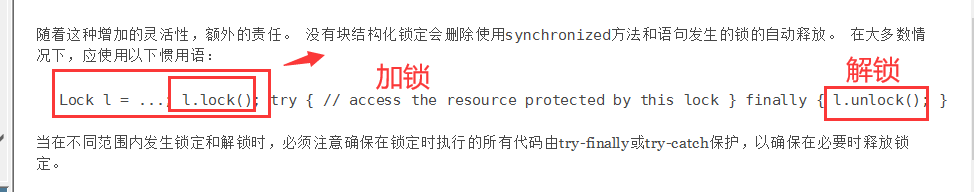 随着这种增加的灵活性，额外的责任。 没有块结构化锁定会删除使用synchronized方法和语句发生的锁的自动释放。 在大多数情
况下，应使用以下惯用语：
加锁
解锁
Lock l = ...; l.lock(); try { // access the resource protected by this lock } finally { l.unlock(); }
当在不同范围内发生锁定和解锁时，必须注意确保在锁定时执行的所有代码由try-finally或try-catch保护，以确保在必要时释放锁
定。